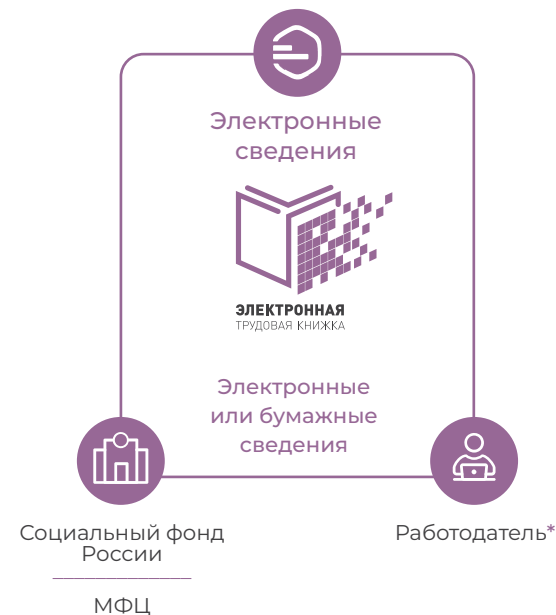 Электронные
сведения
ЭЛЕКТРОННАЯ
ТРУДОВАЯ КНИЖКА
Электронные
или бумажные
сведения
Социальный фонд
России
МФЦ
Работодатель*